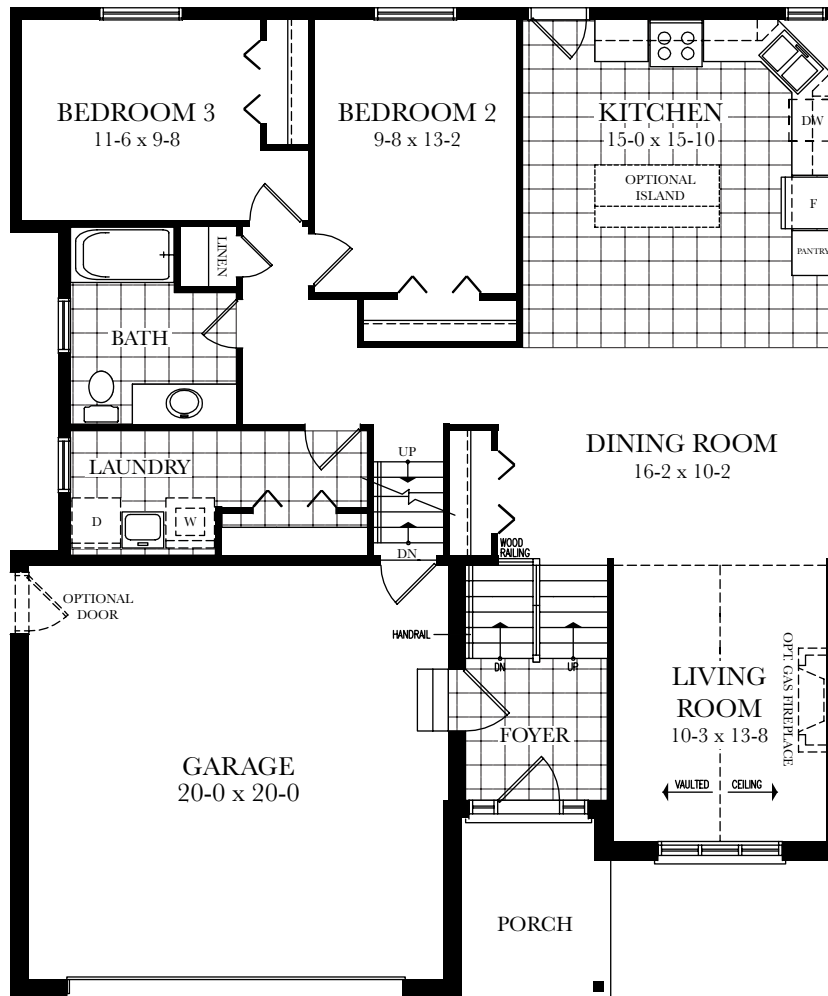 BEDROOM 3
11-6 x 9-8
BEDROOM 2
9-8 x 13-2
KITCHEN
15-0 x 15-10
DW
OPTIONAL
ISLAND
F
PANTRY
LINEN
BATH
LAUNDRY
D
W
UP
DN
DINING ROOM
16-2 x 10-2
WOOD
RAILING
OPTIONAL
DOOR
HANDRAIL
DN
UP
FOYER
LIVING
ROOM
10-3 x 13-8
OPT. GAS FIREPLACE
VAULTED CEILING
GARAGE
20-0 x 20-0
PORCH